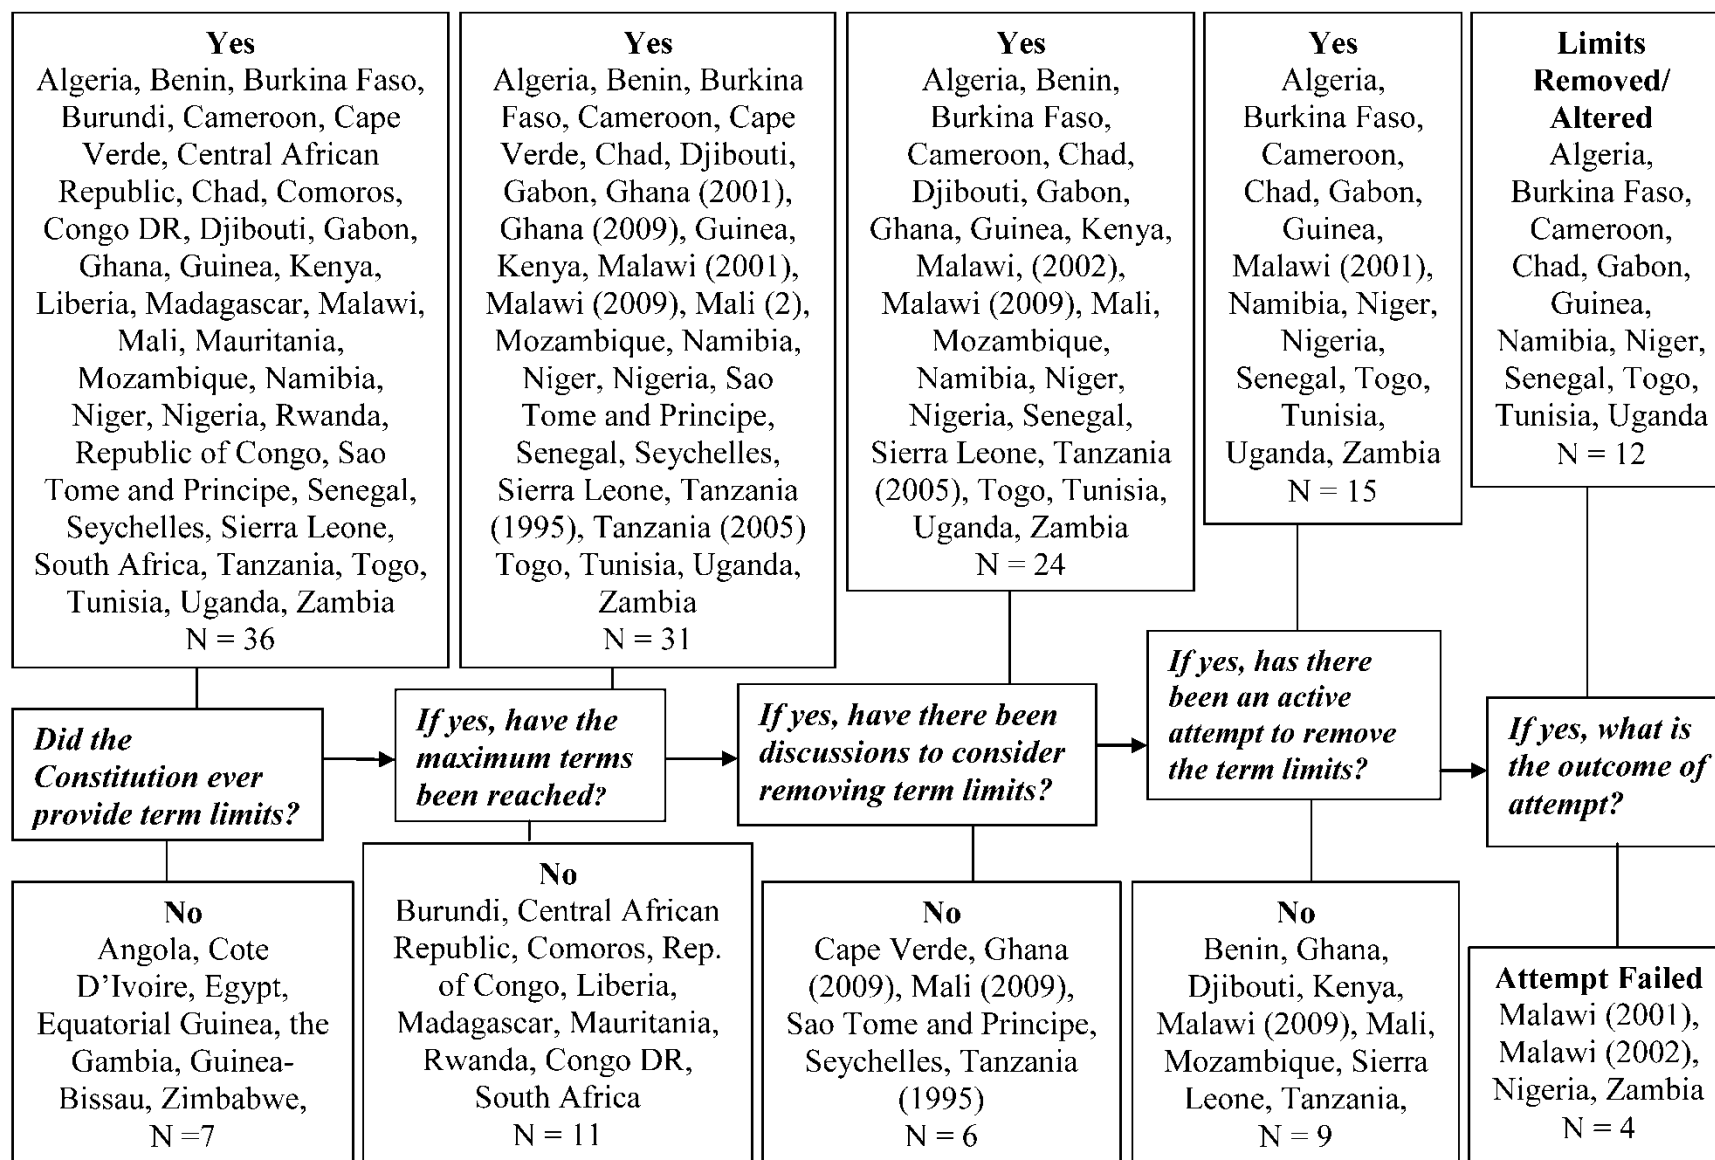 Yes
Algeria, Benin, Burkina Faso,
Burundi, Cameroon, Cape
Verde, Central African
Republic, Chad, Comoros,
Congo DR, Djibouti, Gabon,
Ghana, Guinea, Kenya,
Liberia, Madagascar, Malawi,
Mali, Mauritania,
Mozambique, Namibia,
Niger, Nigeria, Rwanda,
Republic of Congo, Sao
Tome and Principe, Senegal,
Seychelles, Sierra Leone,
South Africa, Tanzania, Togo,
Tunisia, Uganda, Zambia
N = 36
Yes
Algeria, Benin, Burkina
Faso, Cameroon, Cape
Verde, Chad, Djibouti,
Gabon, Ghana (2001),
Ghana (2009), Guinea,
Kenya, Malawi (2001),
Malawi (2009), Mali (2),
Mozambique, Namibia,
Niger, Nigeria, Sao
Tome and Principe,
Senegal, Seychelles,
Sierra Leone, Tanzania
(1995), Tanzania (2005)
Togo, Tunisia, Uganda,
Zambia
N = 31
Yes
Algeria, Benin,
Burkina Faso,
Cameroon, Chad,
Djibouti, Gabon,
Ghana, Guinea, Kenya,
Malawi, (2002),
Malawi (2009), Mali,
Mozambique,
Namibia, Niger,
Nigeria, Senegal,
Sierra Leone, Tanzania
(2005), Togo, Tunisia,
Uganda, Zambia
N = 24
Yes
Algeria,
Burkina Faso,
Cameroon,
Chad, Gabon,
Guinea,
Malawi (2001),
Namibia, Niger,
Nigeria,
Senegal, Togo,
Tunisia,
Uganda, Zambia
N = 15
Limits
Removed/
Altered
Algeria,
Burkina Faso,
Cameroon,
Chad, Gabon,
Guinea,
Namibia, Niger,
Senegal, Togo,
Tunisia, Uganda
N = 12
Did the
Constitution ever
provide term limits?
If yes, have the
maximum terms
been reached?
If yes, have there been
discussions to consider
removing term limits?
If yes, has there
been an active
attempt to remove
the term limits?
If yes, what is
the outcome of
attempt?
No
Angola, Cote
D’Ivoire, Egypt,
Equatorial Guinea, the
Gambia, Guinea-
Bissau, Zimbabwe,
N =7
No
Burundi, Central African
Republic, Comoros, Rep.
of Congo, Liberia,
Madagascar, Mauritania,
Rwanda, Congo DR,
South Africa
N = 11
No
Cape Verde, Ghana
(2009), Mali (2009),
Sao Tome and Principe,
Seychelles, Tanzania
(1995)
N = 6
No
Benin, Ghana,
Djibouti, Kenya,
Malawi (2009), Mali,
Mozambique, Sierra
Leone, Tanzania,
N = 9
Attempt Failed
Malawi (2001),
Malawi (2002),
Nigeria, Zambia
N = 4